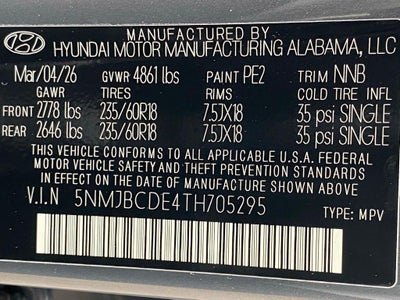 MANUFACTURED BY
HYUNDAI MOTOR MANUFACTURING ALABAMA, LLC
Mar/04/26 GVWR 4861 lbs PAINT PE2 TRIM NNB
GAWR TIRES RIMS COLD TIRE INFL
FRONT 2778 lbs 235/60R18 7.5JX18 35 psi SINGLE
REAR 2646 lbs 235/60R18 7.5JX18 35 psi SINGLE
THIS VEHICLE CONFORMS TO ALL APPLICABLE U.S.A. FEDERAL
MOTOR VEHICLE SAFETY AND THEFT PREVENTION STANDARDS
IN EFFECT ON THE DATE OF MANUFACTURE SHOWN ABOVE.
V.I.N 5NMJBCDE4TH705295 TYPE: MPV